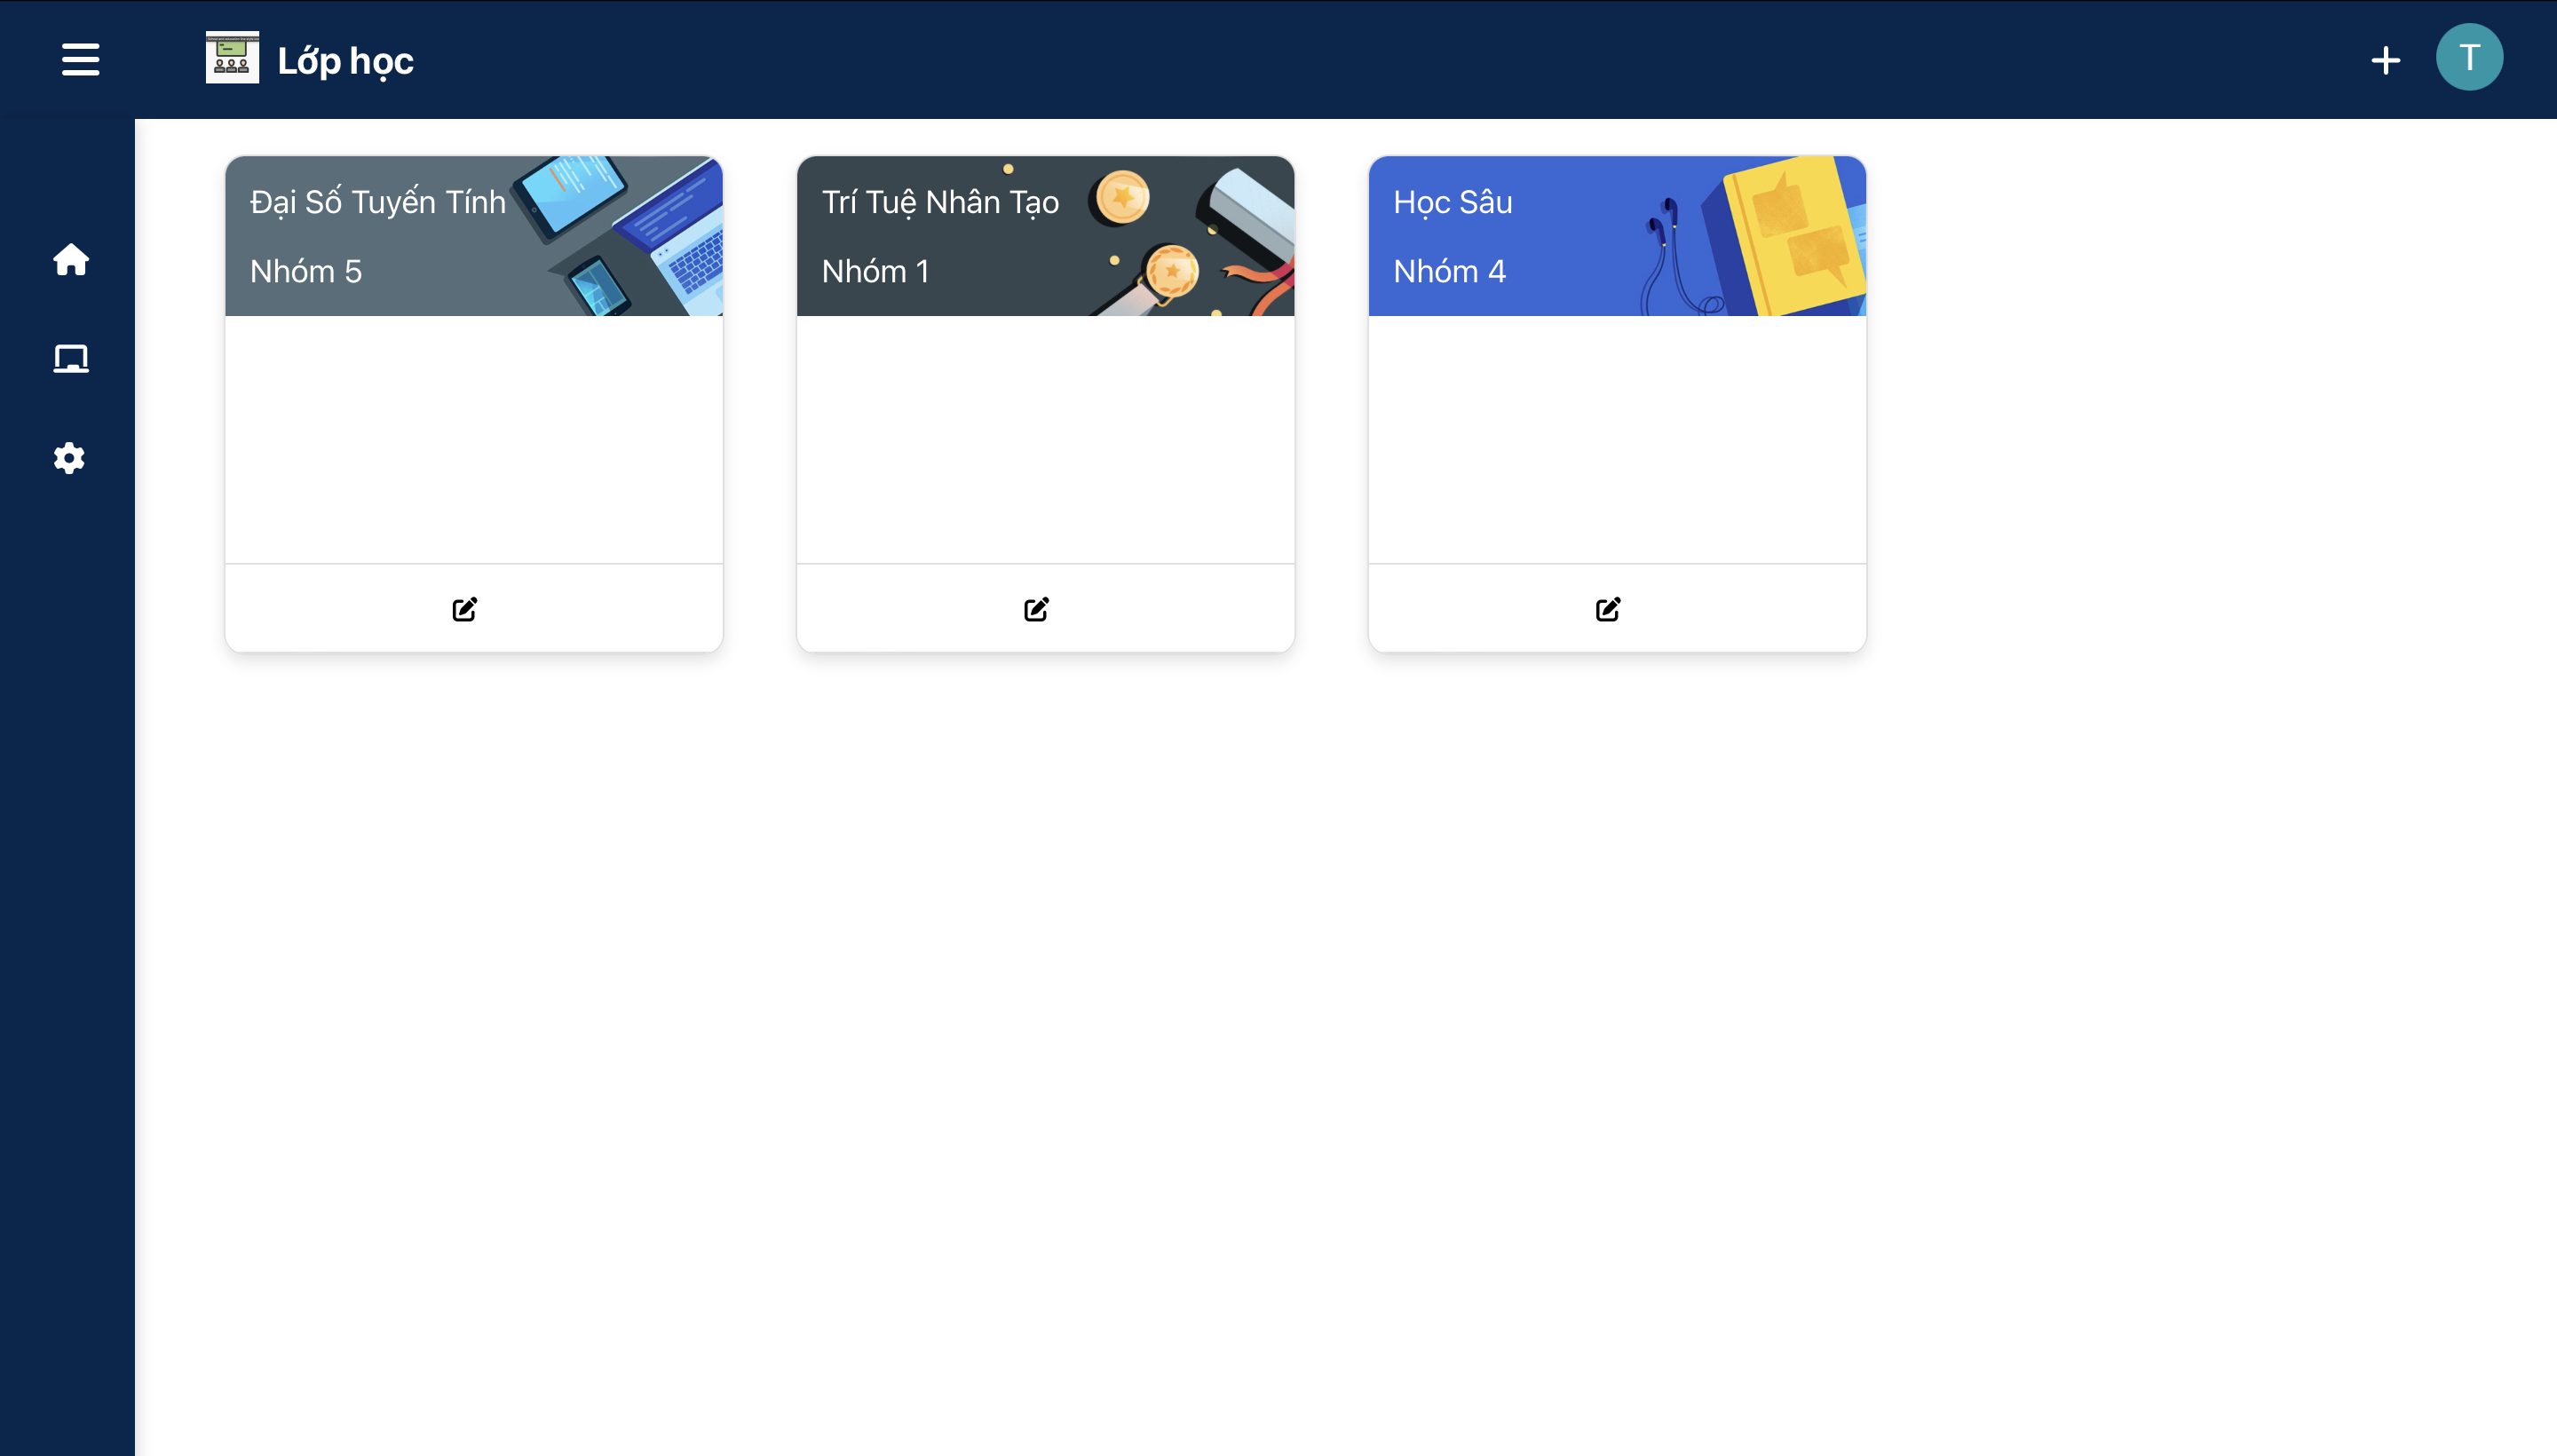 Lớp học
T
Đại Số Tuyến Tính
Nhóm 5
Trí Tuệ Nhân Tạo
Nhóm 1
Học Sâu
Nhóm 4